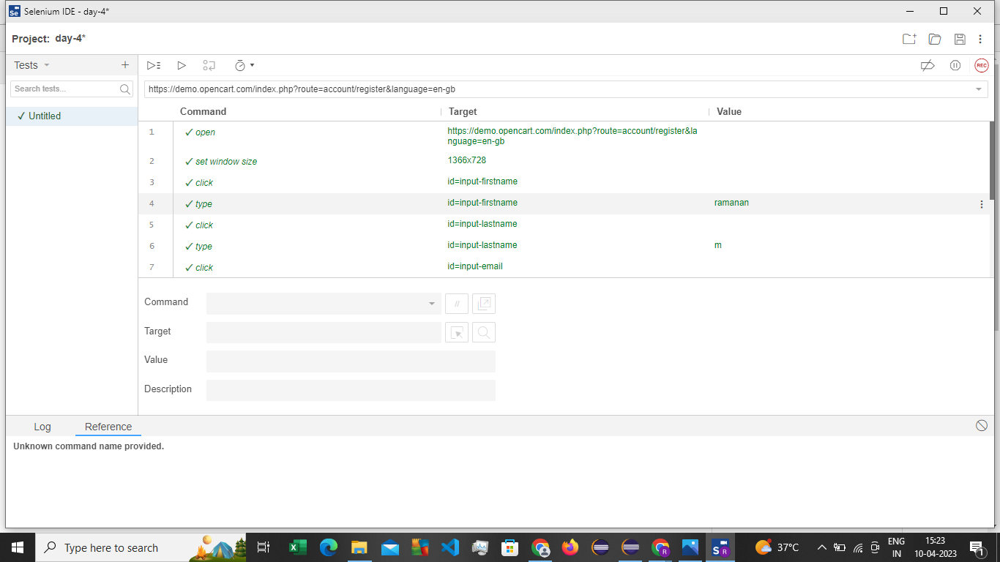 Selenium IDE - day-4*
Project: day-4*
Tests
Search tests...
✓ Untitled
REC
https://demo.opencart.com/index.php?route=account/register&language=en-gb
Command Target Value
1 ✓ open https://demo.opencart.com/index.php?route=account/register&la
nguage=en-gb
2 ✓ set window size 1366x728
3 ✓ click id=input-firstname
4 ✓ type id=input-firstname ramanan
5 ✓ click id=input-lastname
6 ✓ type id=input-lastname m
7 ✓ click id=input-email
Command //
Target
Value
Description
Log Reference
Unknown command name provided.
Type here to search
37°C
ENG
IN
15:23
10-04-2023
1